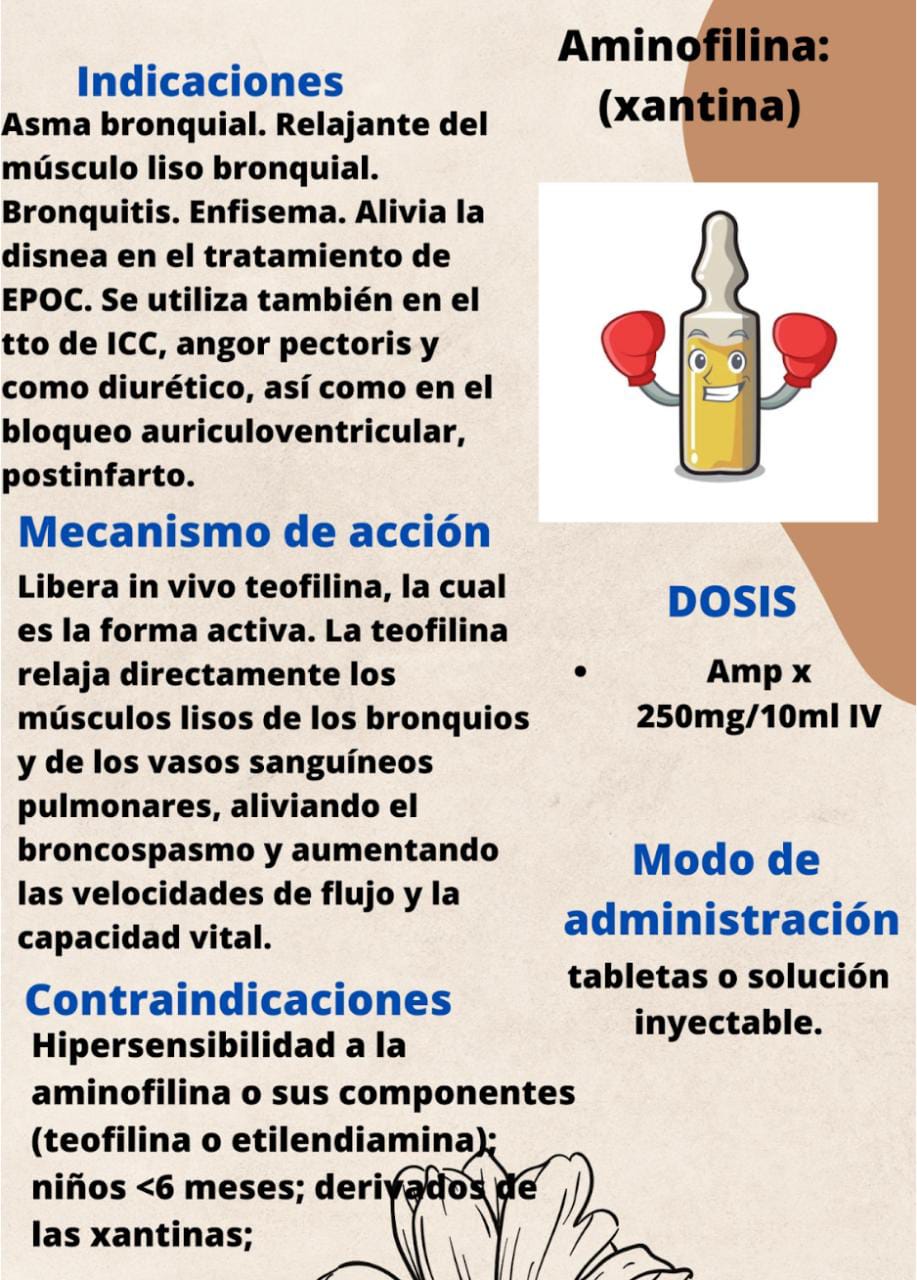 Aminofilina:
(xantina)
Indicaciones
Asma bronquial. Relajante del
músculo liso bronquial.
Bronquitis. Enfisema. Alivia la
disnea en el tratamiento de
EPOC. Se utiliza también en el
tto de ICC, angor pectoris y
como diurético, así como en el
bloqueo auriculoventricular,
postinfarto.
Mecanismo de acción
Libera in vivo teofilina, la cual
es la forma activa. La teofilina
relaja directamente los
músculos lisos de los bronquios
y de los vasos sanguíneos
pulmonares, aliviando el
broncospasmo y aumentando
las velocidades de flujo y la
capacidad vital.
Contraindicaciones
Hipersensibilidad a la
aminofilina o sus componentes
(teofilina o etilendiamina);
niños <6 meses; derivados de
las xantinas;
DOSIS
• Amp x
250mg/10ml IV
Modo de
administración
tabletas o solución
inyectable.